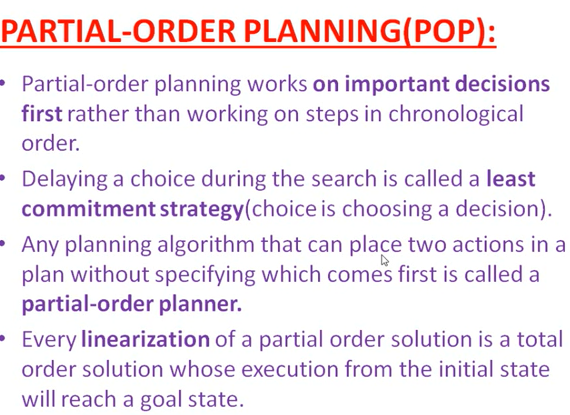 PARTIAL-ORDER PLANNING(POP):
• Partial-order planning works on important decisions
first rather than working on steps in chronological
order.
• Delaying a choice during the search is called a least
commitment strategy(choice is choosing a decision).
• Any planning algorithm that can place two actions in a
plan without specifying which comes first is called a
partial-order planner.
• Every linearization of a partial order solution is a total
order solution whose execution from the initial state
will reach a goal state.